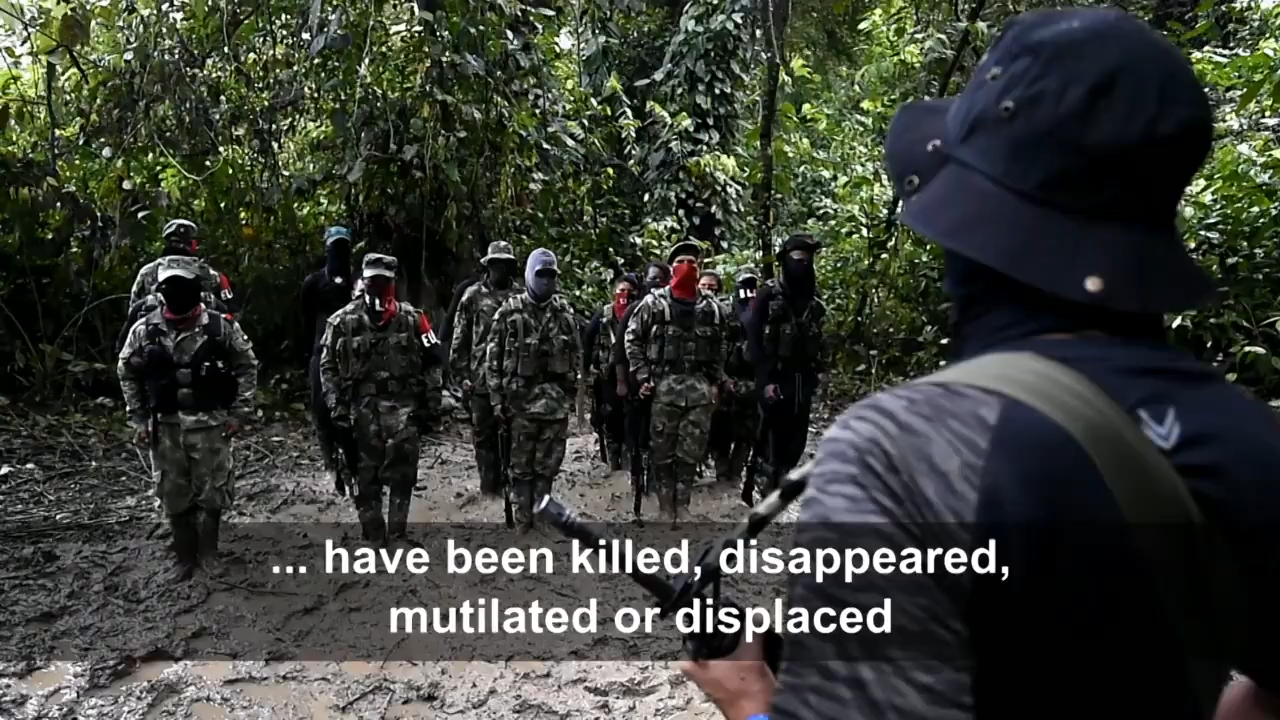 ... have been killed, disappeared,
mutilated or displaced